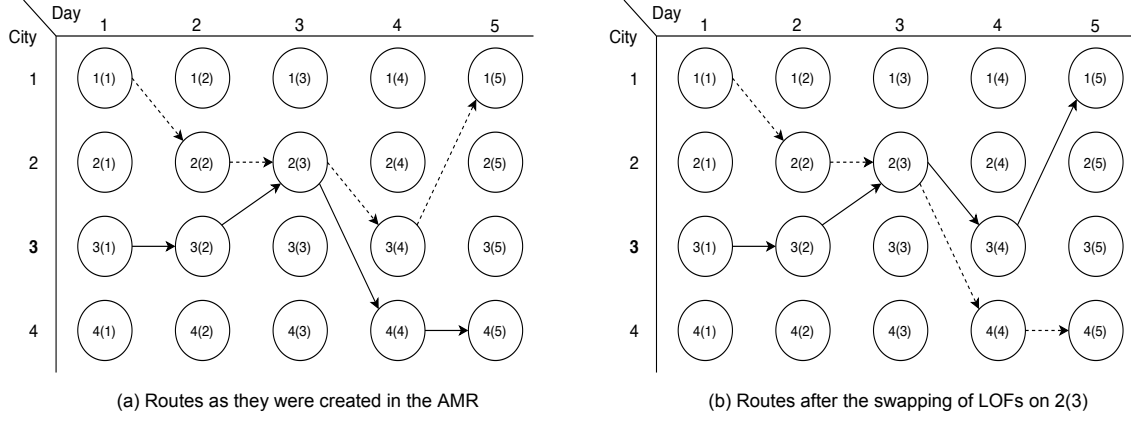 Day
1 2 3 4 5
City
1 1(1) 1(2) 1(3) 1(4) 1(5)
2 2(1) 2(2) 2(3) 2(4) 2(5)
3 3(1) 3(2) 3(3) 3(4) 3(5)
4 4(1) 4(2) 4(3) 4(4) 4(5)
(a) Routes as they were created in the AMR
Day
1 2 3 4 5
City
1 1(1) 1(2) 1(3) 1(4) 1(5)
2 2(1) 2(2) 2(3) 2(4) 2(5)
3 3(1) 3(2) 3(3) 3(4) 3(5)
4 4(1) 4(2) 4(3) 4(4) 4(5)
(b) Routes after the swapping of LOFs on 2(3)